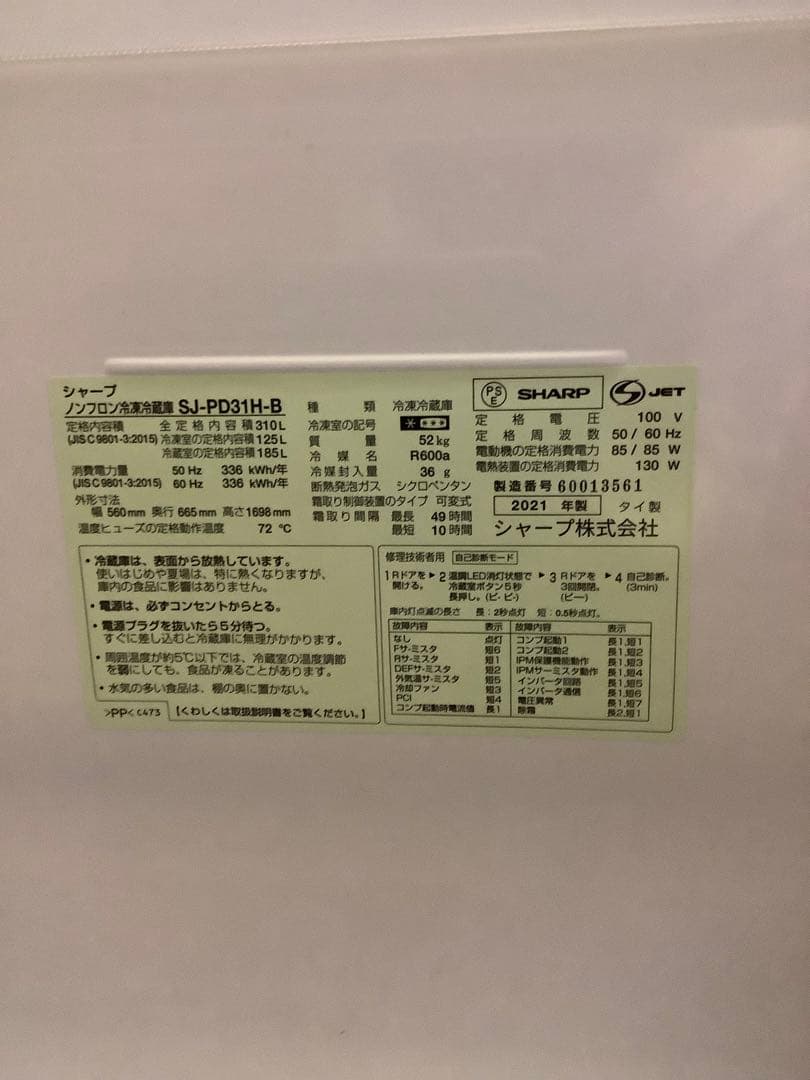 シャープ
ノンフロン冷凍冷蔵庫 SJ-PD31H-B
定格内容積 全定格内容積 310L
(JIS C 9801-3:2015) 冷凍室の定格内容積 125L
冷蔵室の定格内容積 185L
消費電力量 50 Hz 336 kWh/年
(JIS C 9801-3:2015) 60 Hz 336 kWh/年
外形寸法
幅 560mm 奥行 665mm 高さ 1698mm
温度ヒューズの定格動作温度 72 ℃
種類 冷凍冷蔵庫
冷凍室の記号
質量 52kg
冷媒名 R600a
冷媒封入量 36 g
断熱発泡ガス シクロペンタン
霜取り制御装置のタイプ 可変式
霜取り間隔 最長 49 時間
最短 10 時間
PSE SHARP JET
定格電圧 100 V
定格周波数 50 / 60 Hz
電動機の定格消費電力 85 / 85 W
電熱装置の定格消費電力 130 W
製造番号 60013561
2021 年製 タイ製
シャープ株式会社
・冷蔵庫は、表面から放熱しています。
使いはじめや夏場は、特に熱くなりますが、
庫内の食品に影響はありません。
・電源は、必ずコンセントからとる。
・電源プラグを抜いたら5分待つ。
すぐに差し込むと冷蔵庫に無理がかかります。
・周囲温度が約5℃以下では、冷蔵室の温度調節
を弱にしても、食品が凍ることがあります。
・水気の多い食品は、棚の奥に置かない。
>PP< C473 【くわしくは取扱説明書をご覧ください。】
修理技術者用 自己診断モード
1 Rドアを開ける。 ▶ 2 温調LED消灯状態で冷蔵室ボタン5秒長押し。(ピ・ピ・) ▶ 3 Rドアを3回開閉。(ピー) ▶ 4 自己診断。(3min)
庫内灯点滅の長さ 長:2秒点灯 短:0.5秒点灯。
故障内容 表示 故障内容 表示
なし 点灯 コンプ起動1 長1,短1
Fサ-ミスタ 短6 コンプ起動2 長1,短2
Rサ-ミスタ 短1 IPM保護機能動作 長1,短3
DEFサ-ミスタ 短2 IPMサーミスタ動作 長1,短4
外気温サ-ミスタ 短5 インバータ回路 長1,短5
冷却ファン 短3 インバータ通信 長1,短6
PCI 短4 電圧異常 長1,短7
コンプ起動時電流値 長1 除霜 長2,短1